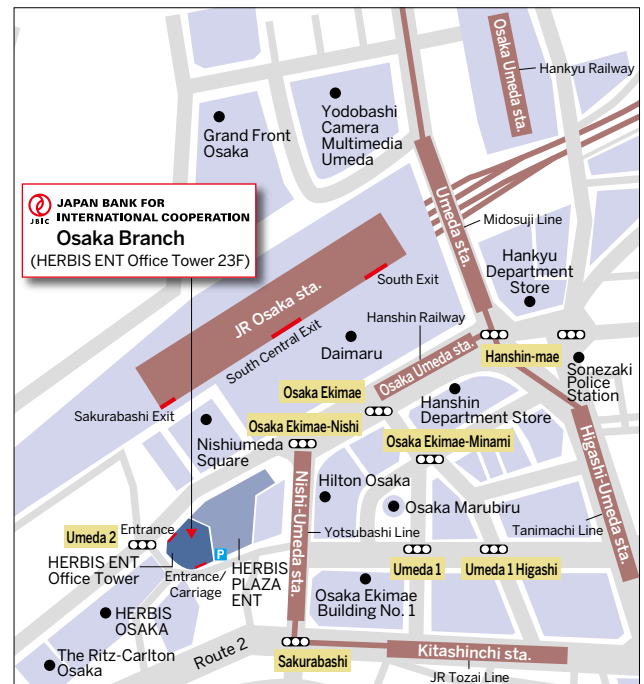 Osaka Umeda sta.
Hankyu Railway
Grand Front
Osaka
Yodobashi
Camera
Multimedia
Umeda
JBIC
JAPAN BANK FOR
INTERNATIONAL COOPERATION
Osaka Branch
(HERBIS ENT Office Tower 23F)
Umeda sta.
Midosuji Line
Hankyu
Department
Store
South Exit
JR Osaka sta.
South Central Exit
Hanshin Railway
Daimaru
Osaka Umeda sta.
Hanshin-mae
Sonezaki
Police
Station
Sakurabashi Exit
Osaka Ekimae
Hanshin
Department Store
Osaka Ekimae-Nishi
Nishiumeda
Square
Osaka Ekimae-Minami
Higashi-Umeda sta.
Nishi-Umeda sta.
Hilton Osaka
Osaka Marubiru
Umeda 2
Entrance
P
Yotsubashi Line
Tanimachi Line
HERBIS ENT
Office Tower
Entrance/
Carriage
HERBIS
PLAZA
ENT
Umeda 1
Umeda 1 Higashi
Osaka Ekimae
Building No. 1
HERBIS
OSAKA
The Ritz-Carlton
Osaka
Route 2
Sakurabashi
Kitashinchi sta.
JR Tozai Line